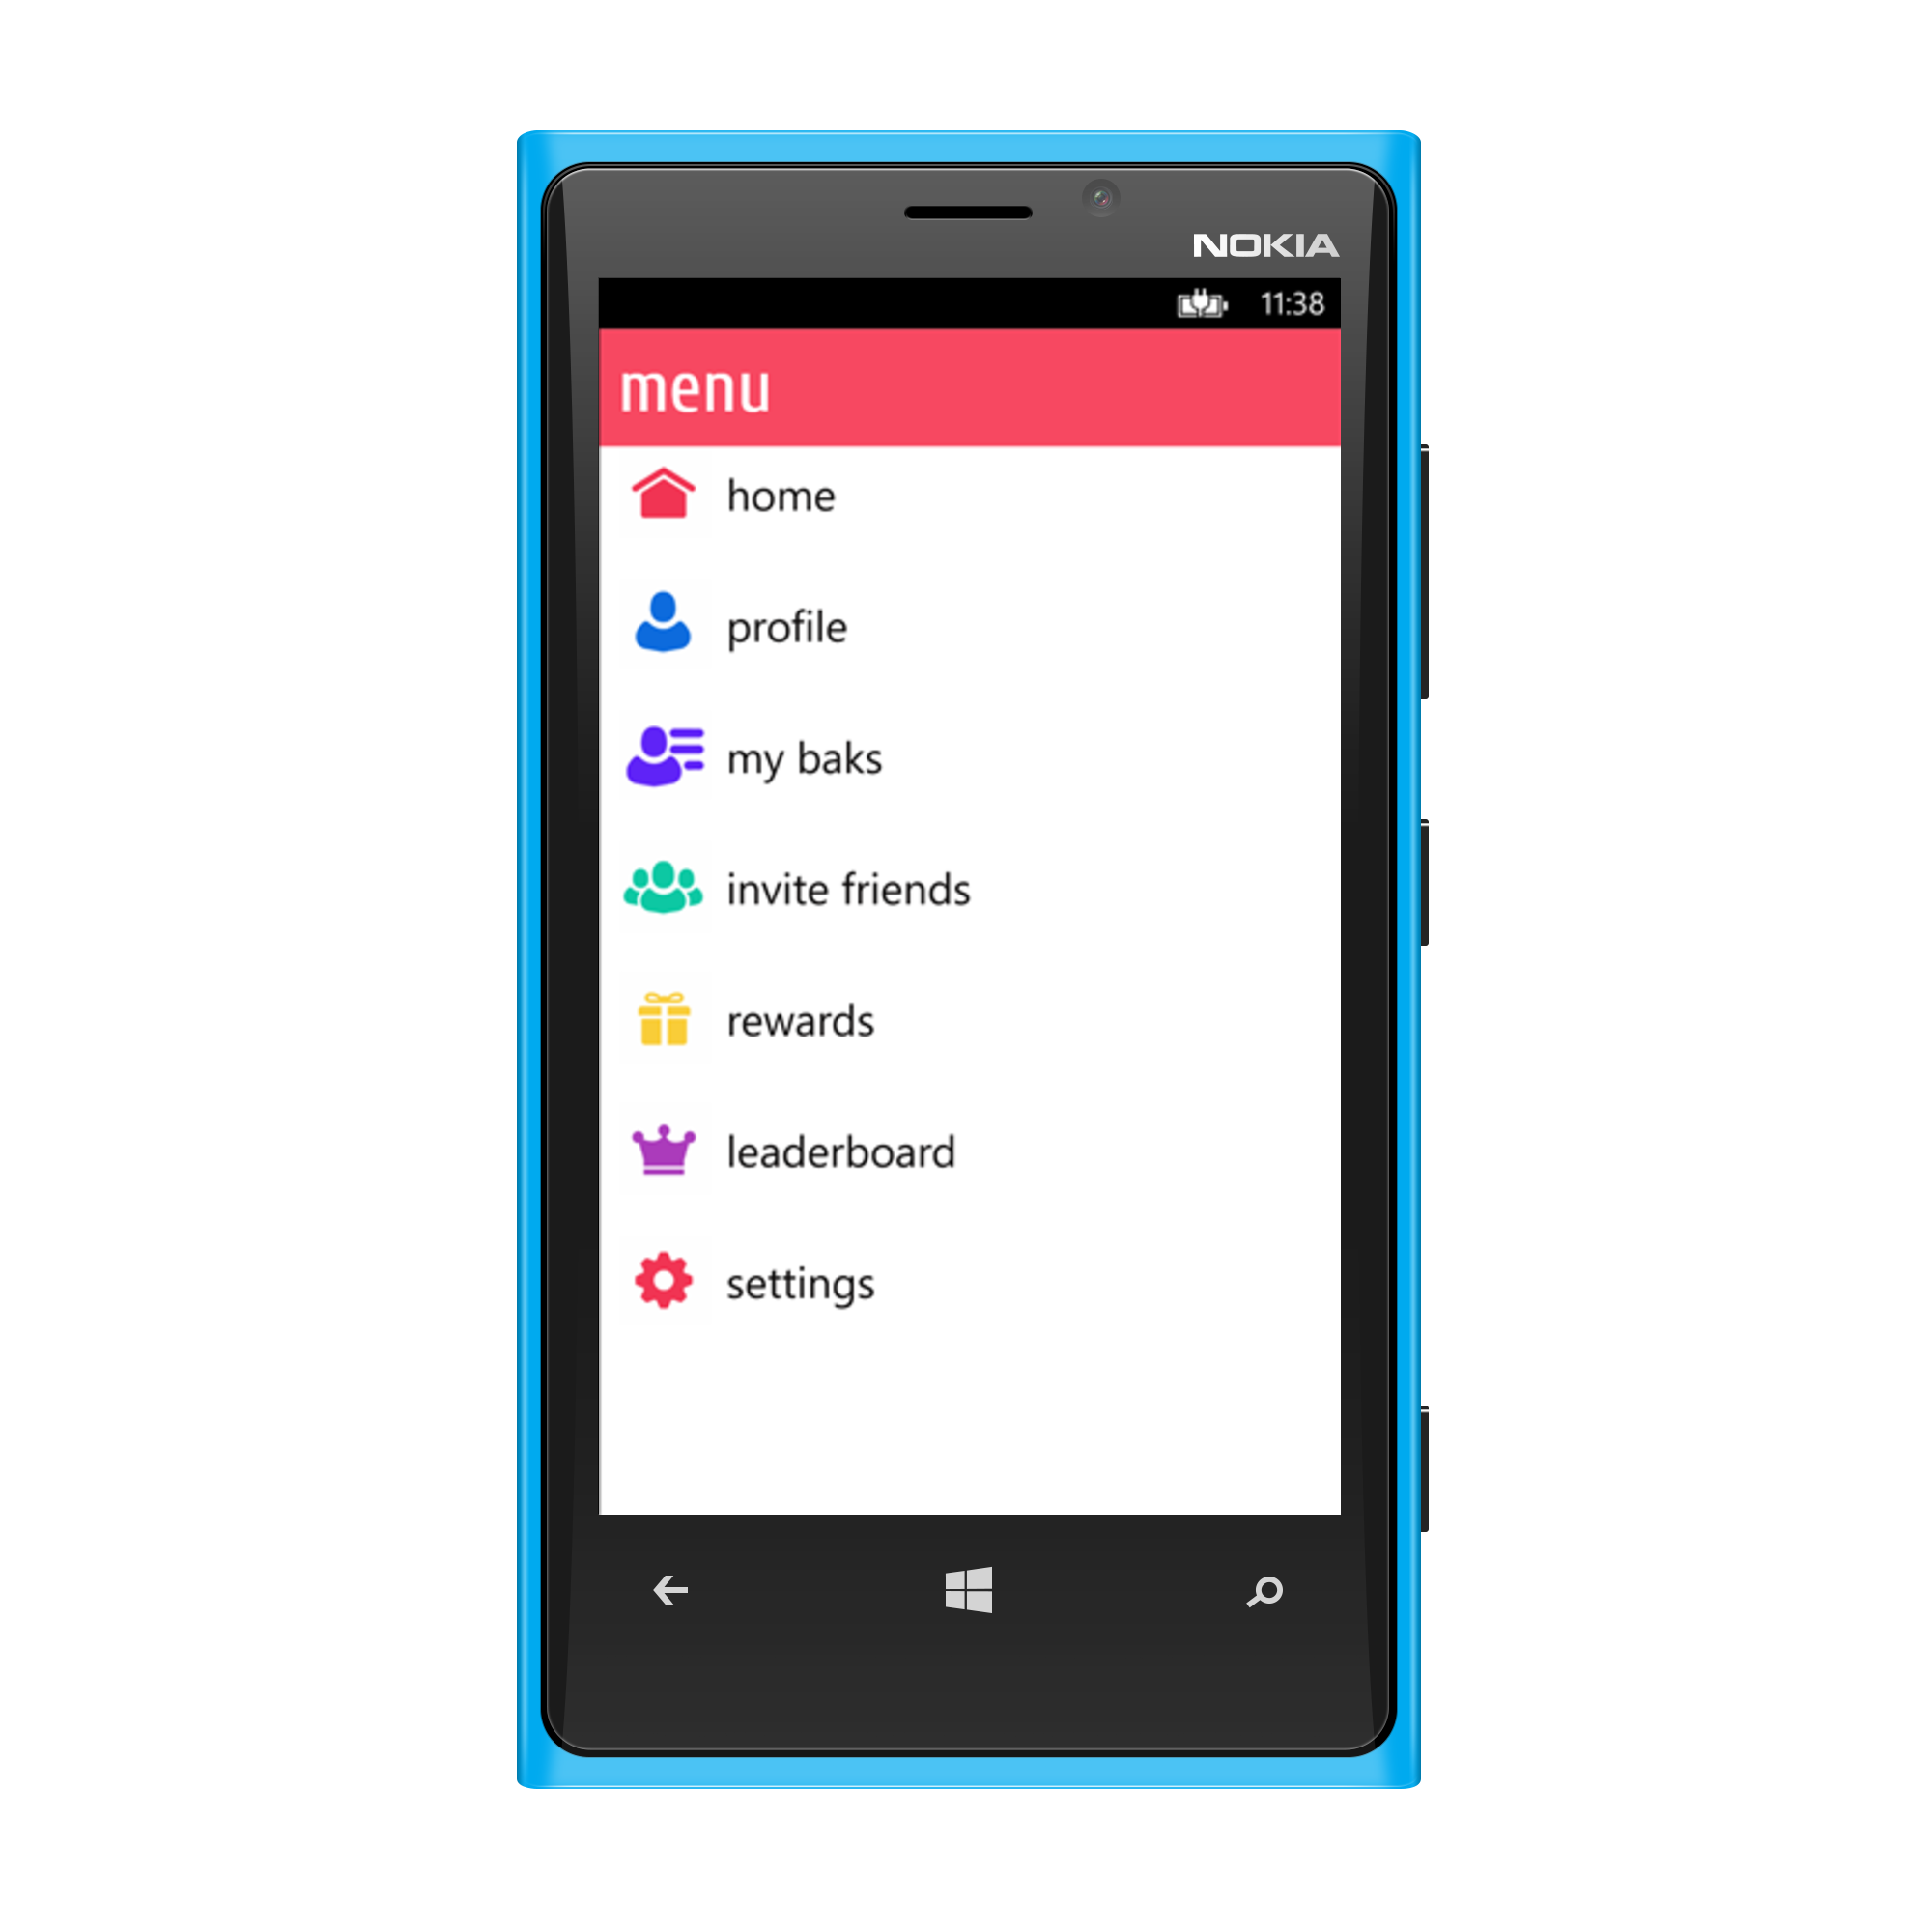 NOKIA
11:38
menu
home
profile
my baks
invite friends
rewards
leaderboard
settings